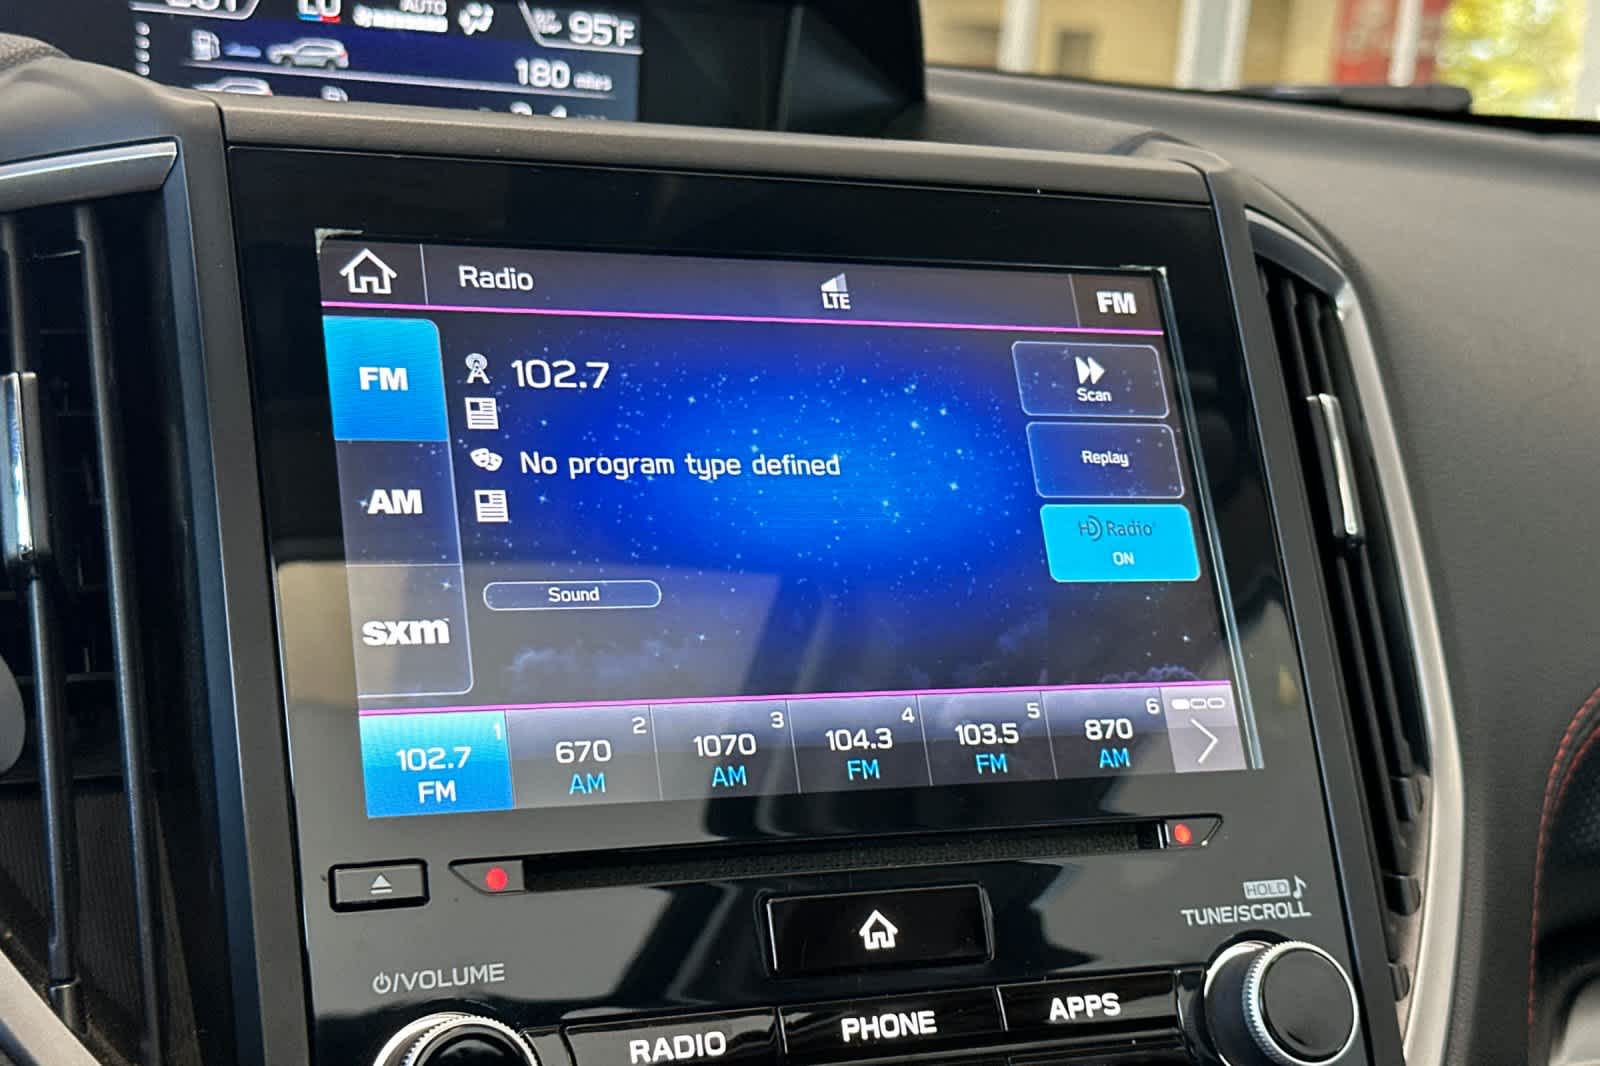 LO
AUTO
95°F
180 miles
Radio
LTE
FM
FM
102.7
Scan
AM
No program type defined
Replay
HD Radio
ON
Sound
sxm
1
102.7
FM
2
670
AM
3
1070
AM
4
104.3
FM
5
103.5
FM
6
870
AM
HOLD
TUNE/SCROLL
/VOLUME
RADIO
PHONE
APPS